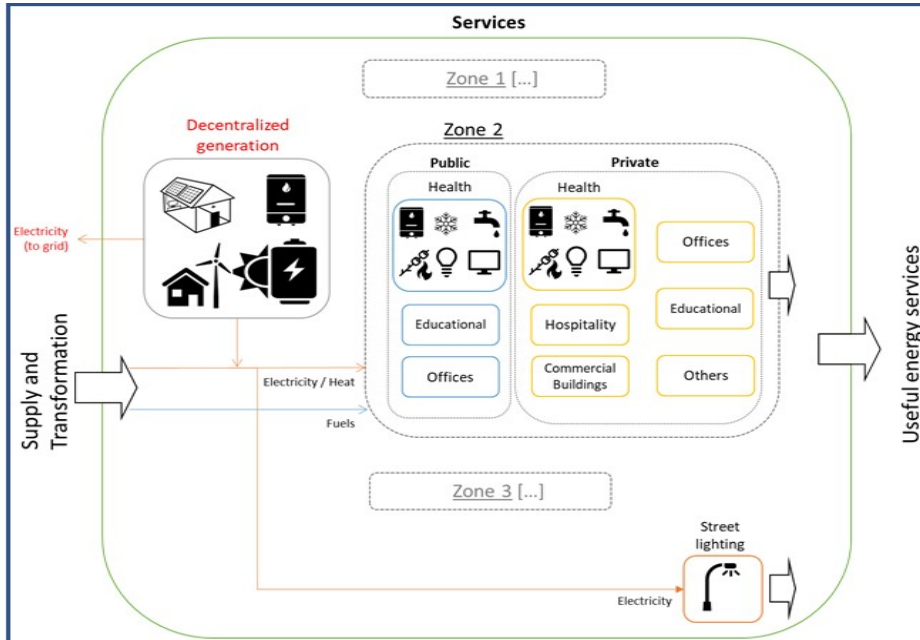 Services
Zone 1 [...]
Decentralized
generation
Zone 2
Public
Private
Health
Health
Electricity
(to grid)
Offices
Educational
Hospitality
Educational
Offices
Commercial
Buildings
Others
Electricity / Heat
Fuels
Supply and
Transformation
Useful energy services
Zone 3 [...]
Street
lighting
Electricity